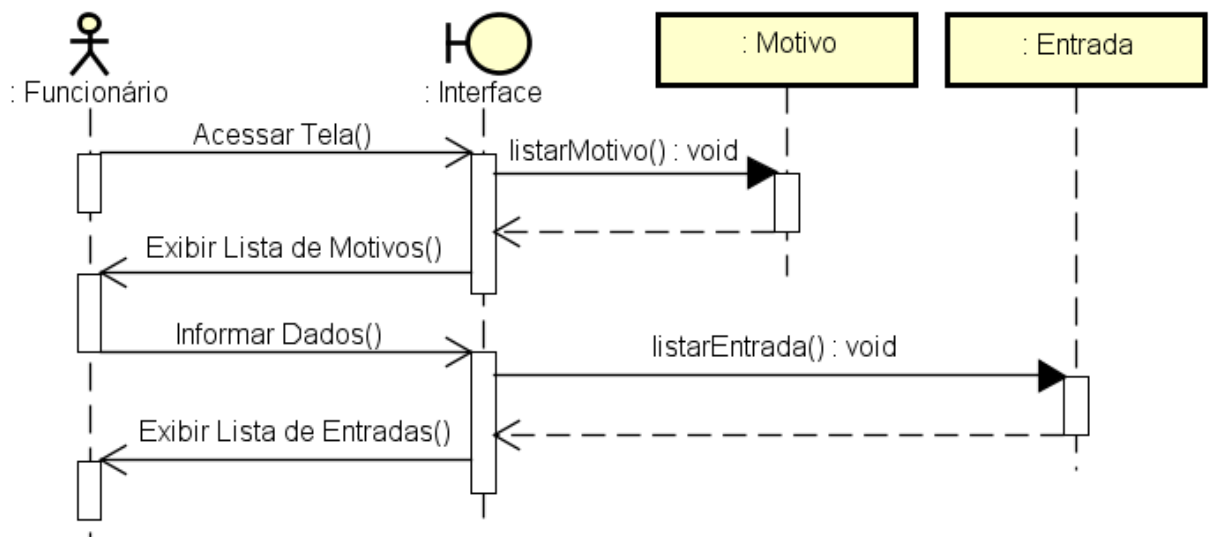 : Funcionário
: Interface
: Motivo
: Entrada
Acessar Tela()
listarMotivo() : void
Exibir Lista de Motivos()
Informar Dados()
listarEntrada() : void
Exibir Lista de Entradas()